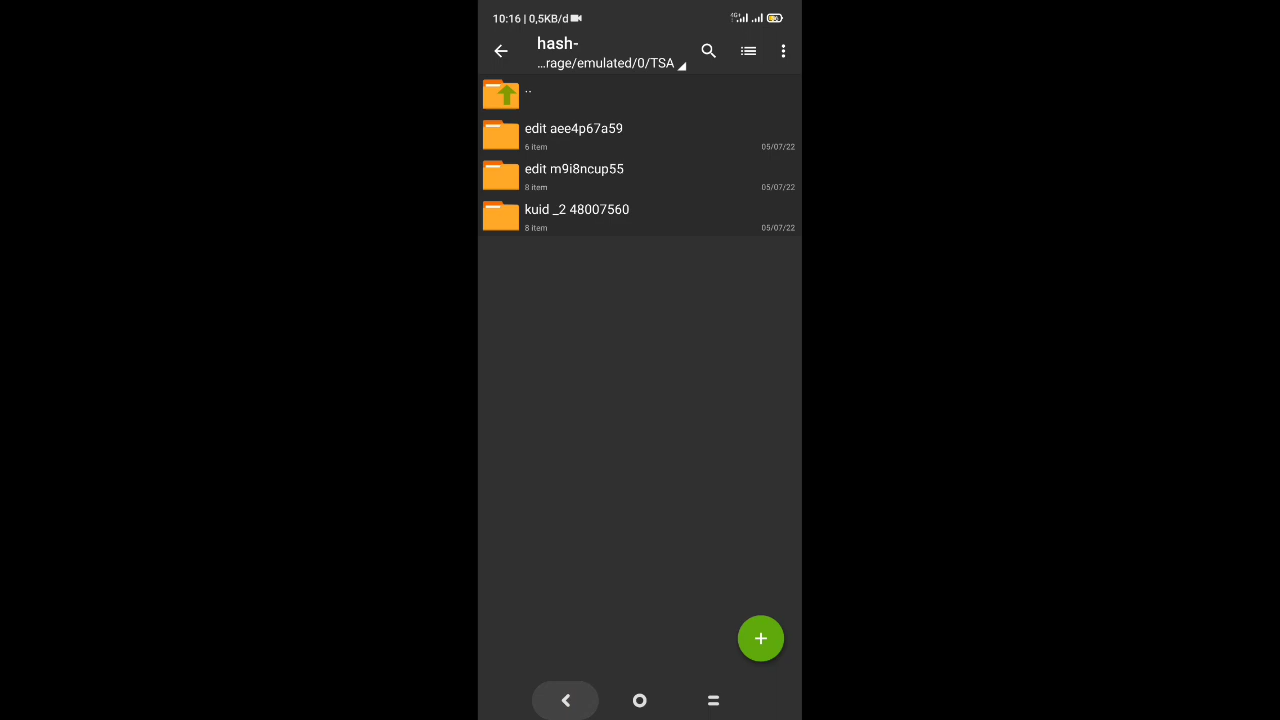 10:16 | 0,5KB/d
4G+
hash-
...rage/emulated/0/TSA
..
edit aee4p67a59
6 item
05/07/22
edit m9i8ncup55
8 item
05/07/22
kuid _2 48007560
8 item
05/07/22